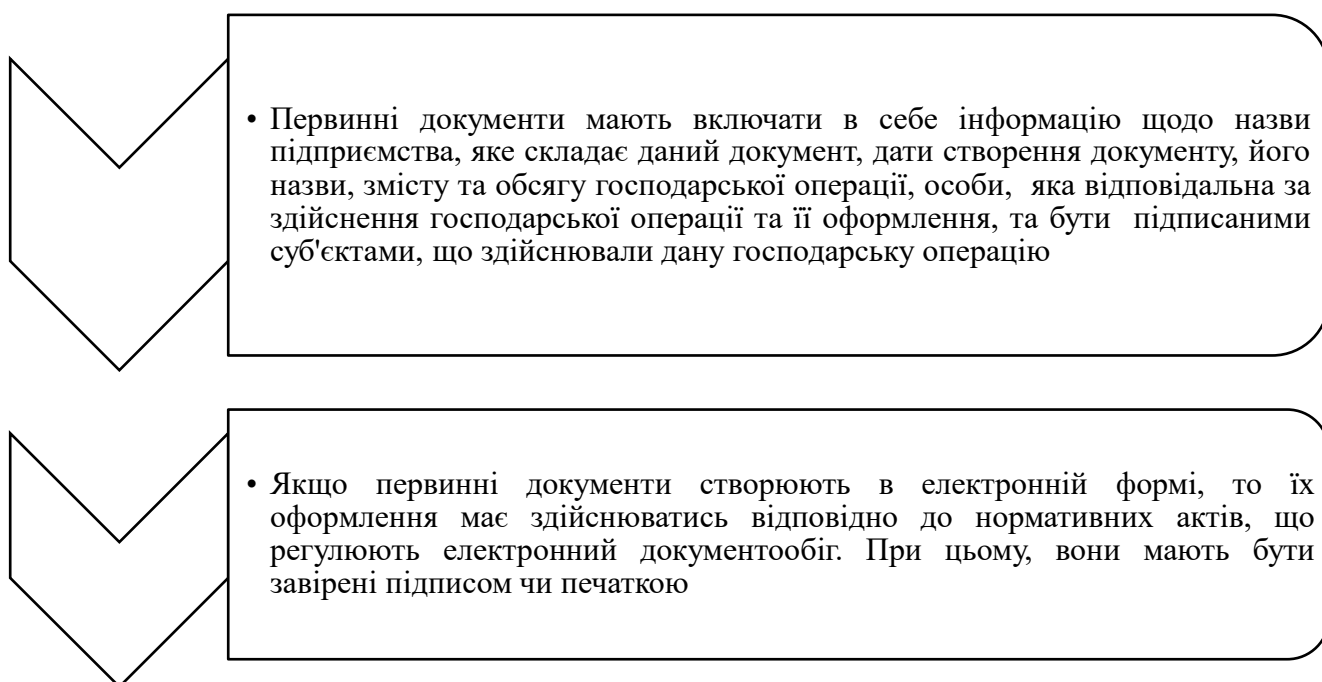 • Первинні документи мають включати в себе інформацію щодо назви
підприємства, яке складає даний документ, дати створення документу, його
назви, змісту та обсягу господарської операції, особи, яка відповідальна за
здійснення господарської операції та її оформлення, та бути підписаними
суб'єктами, що здійснювали дану господарську операцію
• Якщо первинні документи створюють в електронній формі, то їх
оформлення має здійснюватись відповідно до нормативних актів, що
регулюють електронний документообіг. При цьому, вони мають бути
завірені підписом чи печаткою